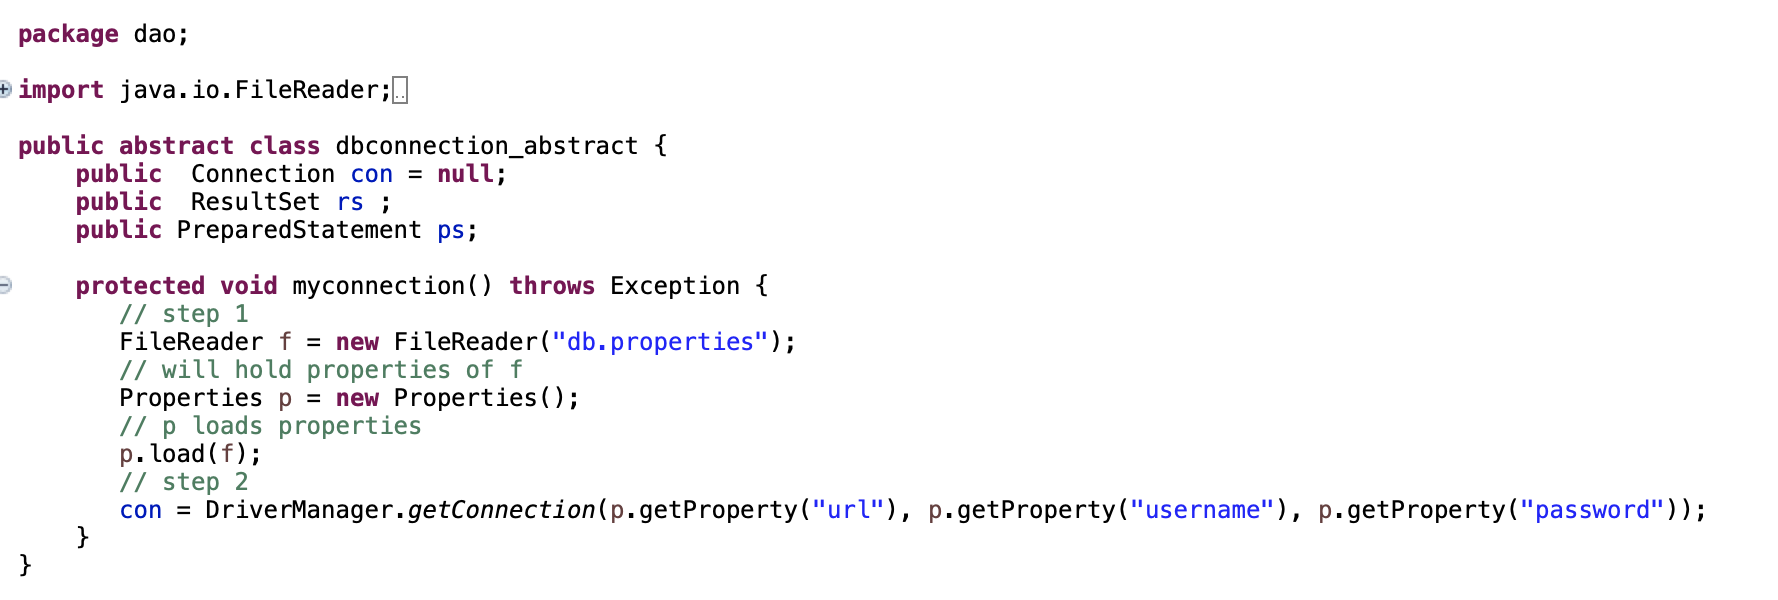 package dao;
import java.io.FileReader;..
public abstract class dbconnection_abstract {
public  Connection con = null;
public  ResultSet rs ;
public PreparedStatement ps;
protected void myconnection() throws Exception {
// step 1
FileReader f = new FileReader("db.properties");
// will hold properties of f
Properties p = new Properties();
// p loads properties
p.load(f);
// step 2
con = DriverManager.getConnection(p.getProperty("url"), p.getProperty("username"), p.getProperty("password"));
}
}